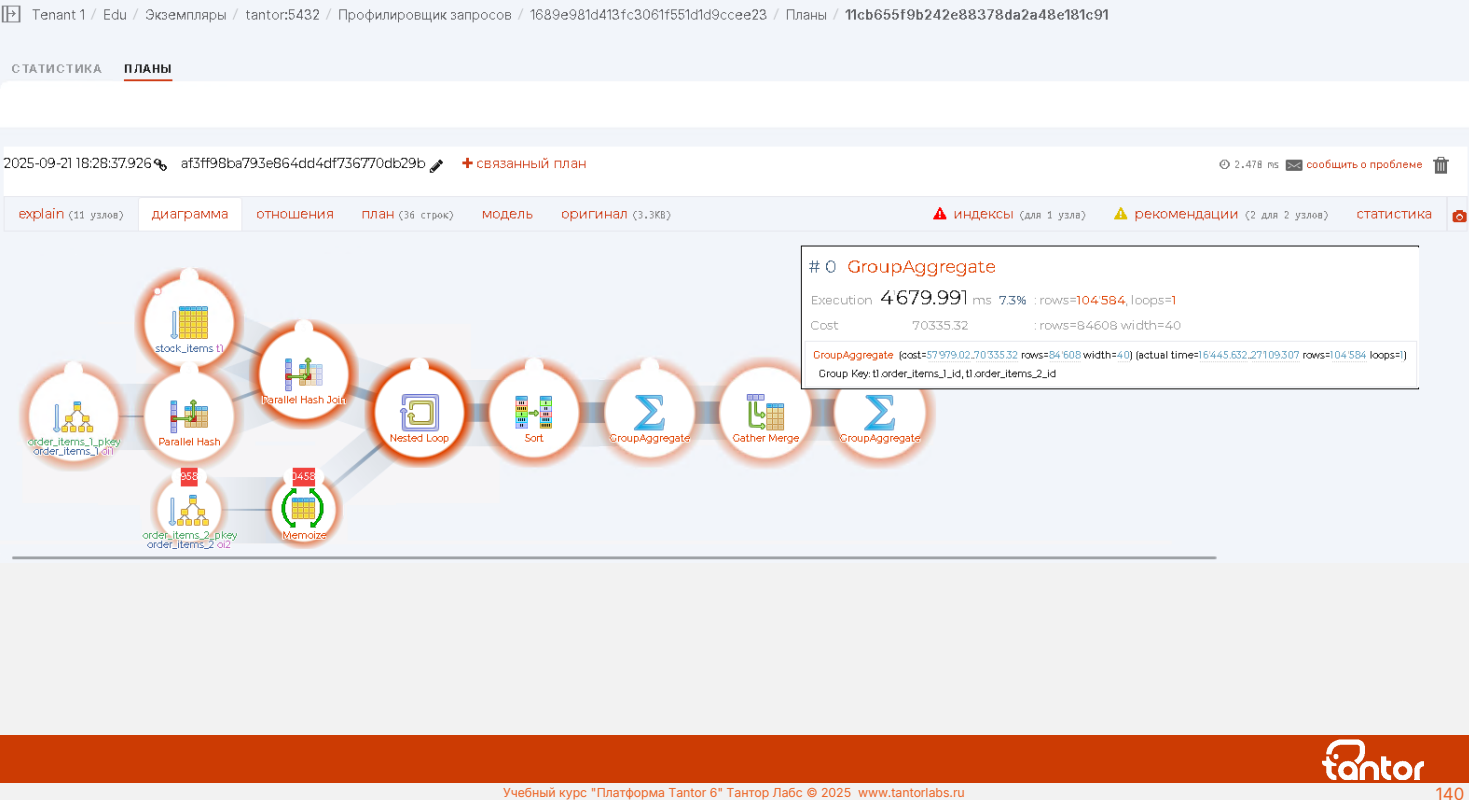 Tenant 1 / Edu / Экземпляры / tantor:5432 / Профилировщик запросов / 1689e981d413fc3061f551d1d9ccee23 / Планы / 11cb655f9b242e88378da2a48e181c91
СТАТИСТИКА ПЛАНЫ
2025-09-21 18:28:37.926 af3ff98ba793e864dd4df736770db29b + связанный план 2.478 ms сообщить о проблеме
explain (11 узлов) диаграмма отношения план (36 строк) модель оригинал (3.3KB) индексы (для 1 узла) рекомендации (2 для 2 узлов) статистика
# 0 GroupAggregate
Execution 4'679.991 ms 7.3% : rows=104'584, loops=1
Cost 70335.32 : rows=84608 width=40
GroupAggregate (cost=57'979.02..70'335.32 rows=84'608 width=40) (actual time=16'445.632..27'109.307 rows=104'584 loops=1)
Group Key: t1.order_items_1_id, t1.order_items_2_id
stock_items t1
Parallel Hash Join
order_items_1_pkey
order_items_1 oi1
Parallel Hash
Nested Loop
Sort
GroupAggregate
Gather Merge
GroupAggregate
958
0458
order_items_2_pkey
order_items_2 oi2
Memoize
tantor
Учебный курс "Платформа Tantor 6" Тантор Лабс © 2025 www.tantorlabs.ru
140